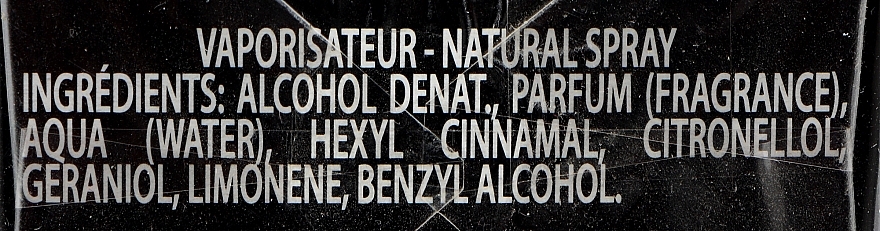 VAPORISATEUR - NATURAL SPRAY
INGRÉDIENTS: ALCOHOL DENAT., PARFUM (FRAGRANCE),
AQUA (WATER), HEXYL CINNAMAL, CITRONELLOL,
GERANIOL, LIMONENE, BENZYL ALCOHOL.